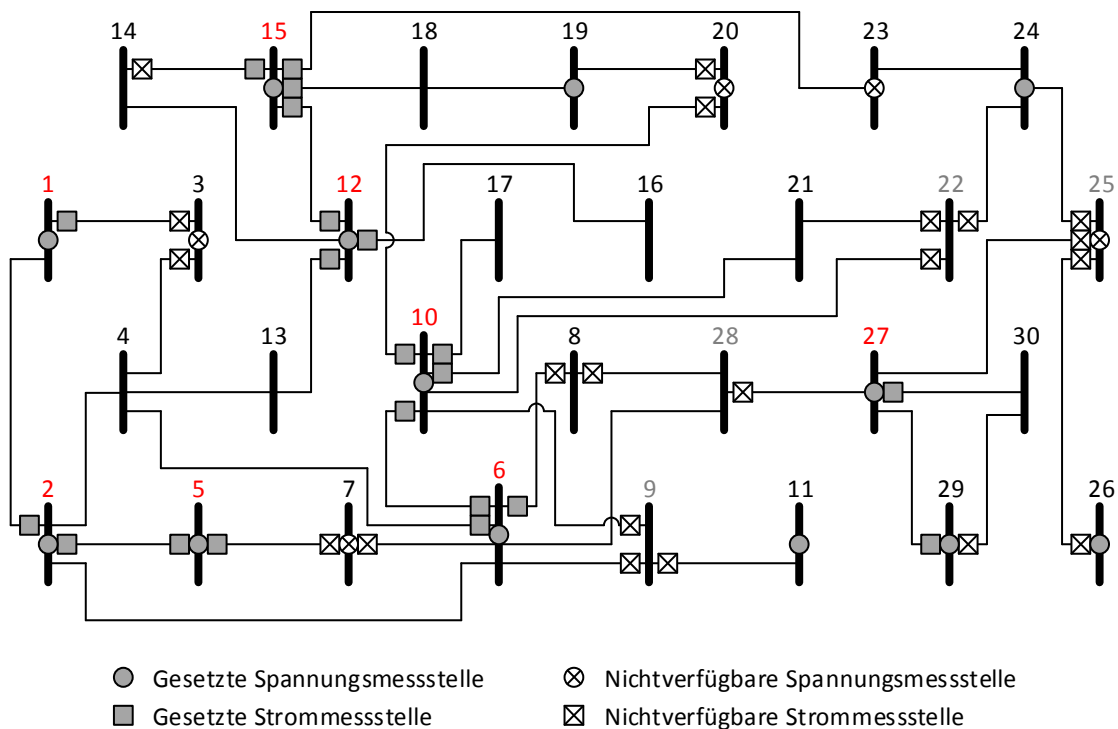 14 15 18 19 20 23 24
1 3 12 17 16 21 22 25
4 13 10 8 28 27 30
2 5 7 6 9 11 29 26
Gesetzte Spannungsmessstelle Nichtverfügbare Spannungsmessstelle
Gesetzte Strommessstelle Nichtverfügbare Strommessstelle